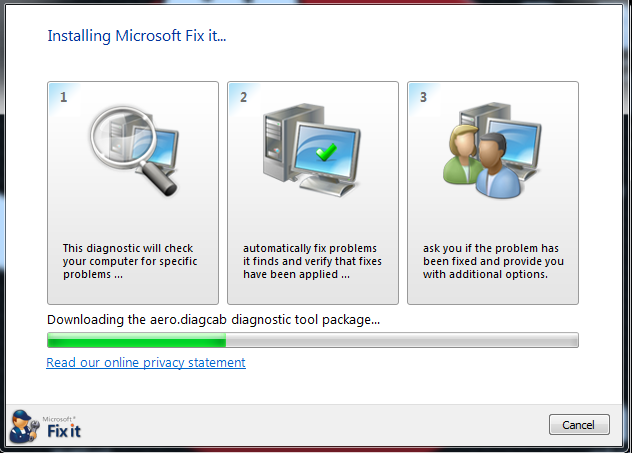 Installing Microsoft Fix it...
1
This diagnostic will check
your computer for specific
problems ...
2
automatically fix problems
it finds and verify that fixes
have been applied ...
3
ask you if the problem has
been fixed and provide you
with additional options.
Downloading the aero.diagcab diagnostic tool package...
Read our online privacy statement
Microsoft®
Fix it
Cancel